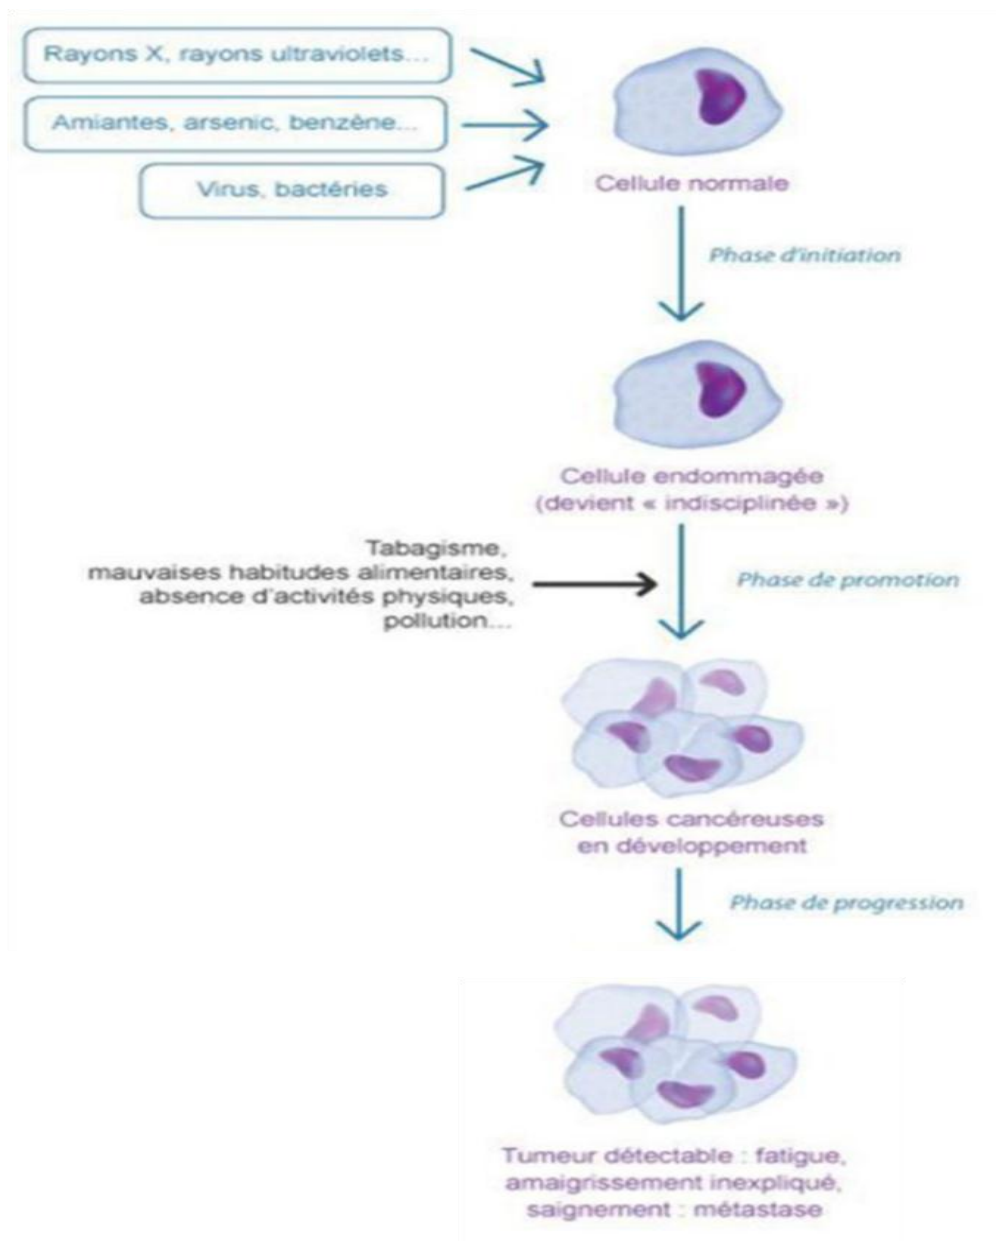 Rayons X, rayons ultraviolets...
Amiantes, arsenic, benzène...
Virus, bactéries
Cellule normale
Phase d'initiation
Cellule endommagée
(devient « indisciplinée »)
Tabagisme,
mauvaises habitudes alimentaires,
absence d'activités physiques,
pollution...
Phase de promotion
Cellules cancéreuses
en développement
Phase de progression
Tumeur détectable : fatigue,
amaigrissement inexpliqué,
saignement : métastase